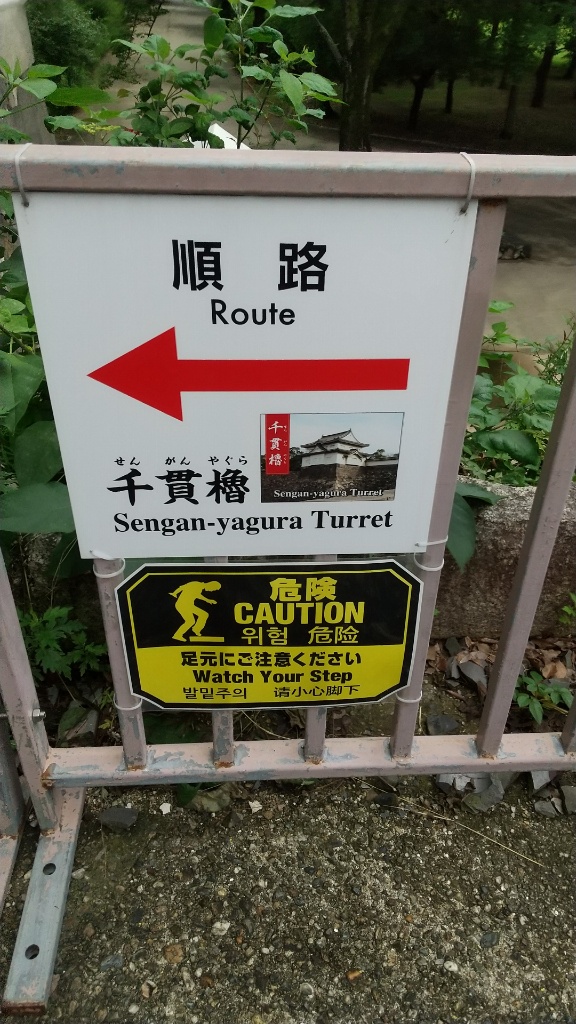 順 路
Route
せん がん やぐら
千貫櫓
千貫櫓
Sengan-yagura Turret
Sengan-yagura Turret
危険
CAUTION
위험 危险
足元にご注意ください
Watch Your Step
발밑주의 请小心脚下